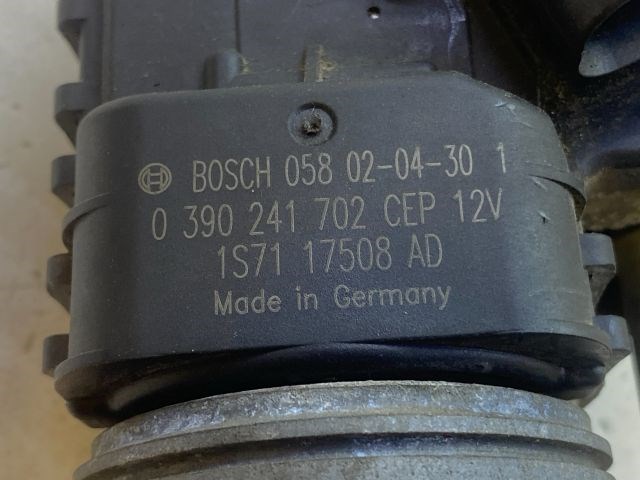 BOSCH 058 02-04-30 1
0 390 241 702 CEP 12V
1S71 17508 AD
Made in Germany